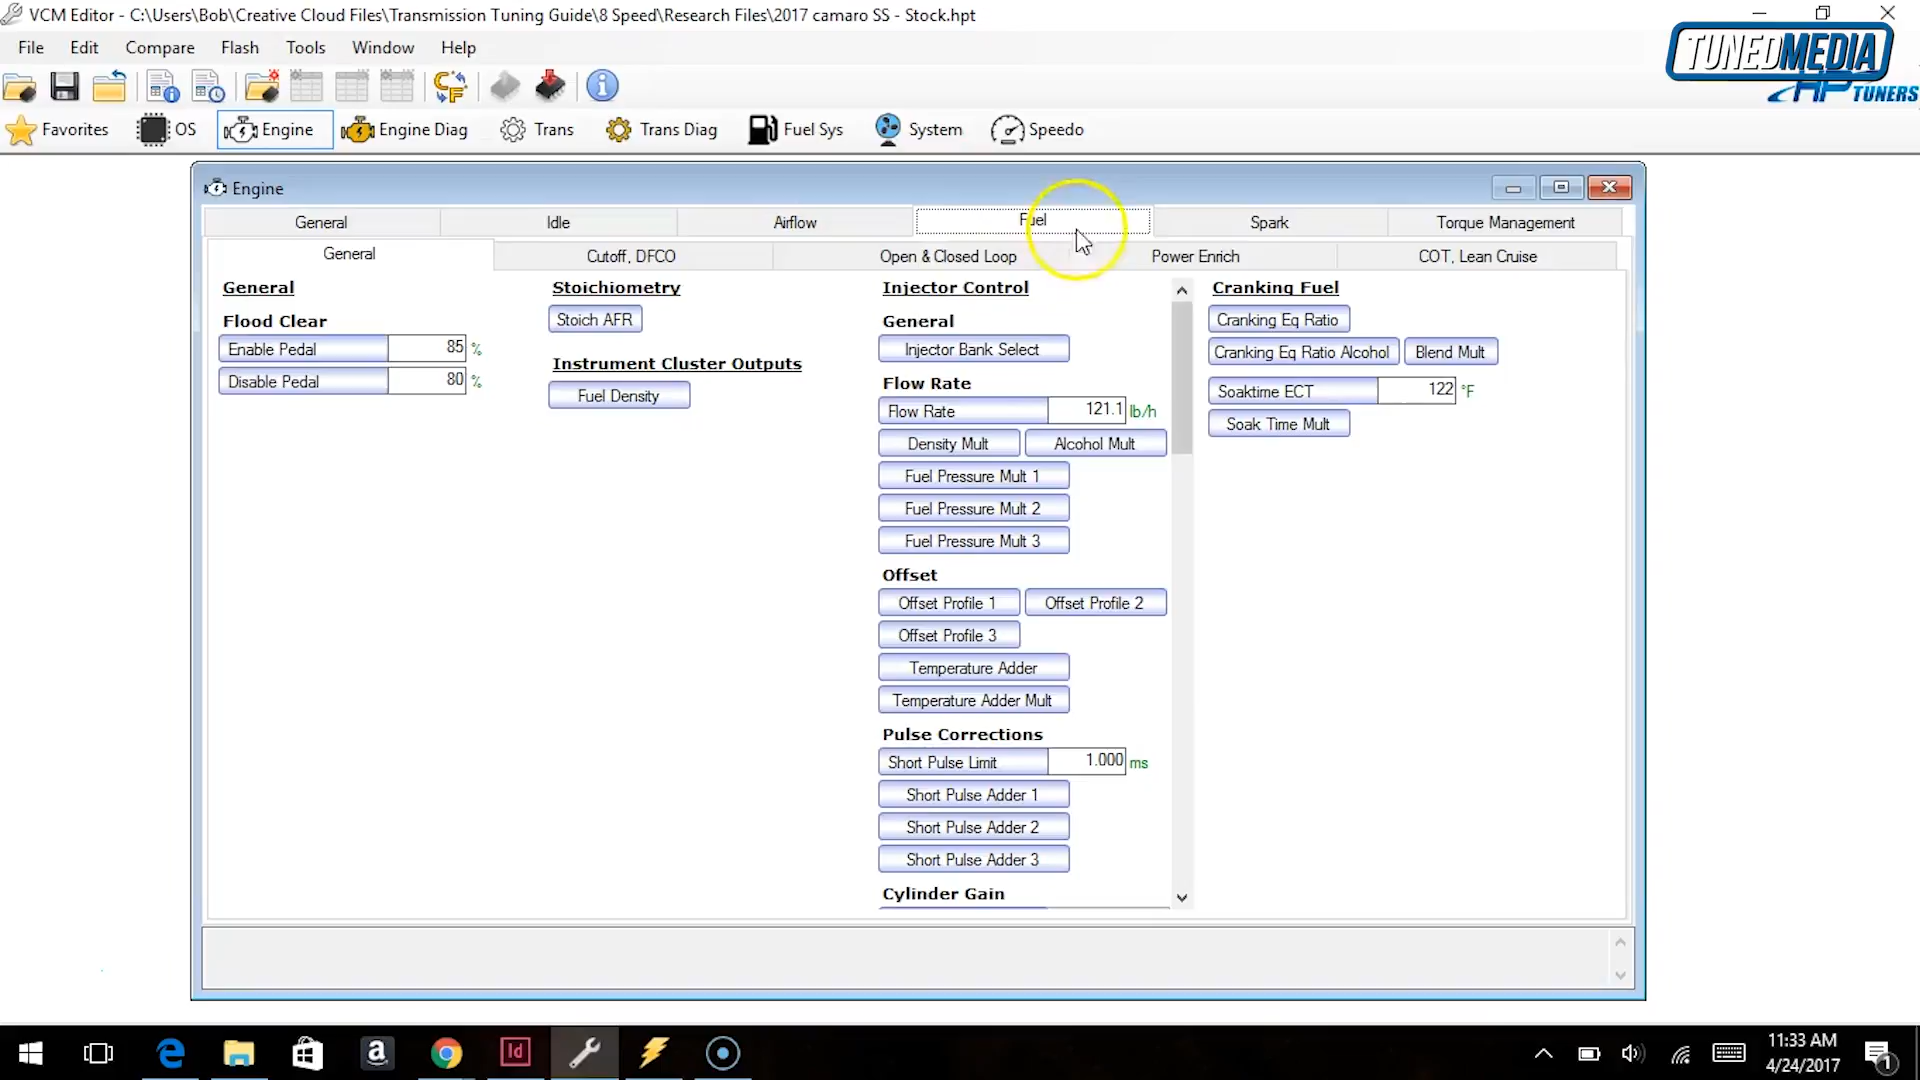 VCM Editor - C:\Users\Bob\Creative Cloud Files\Transmission Tuning Guide\8 Speed\Research Files\2017 camaro SS - Stock.hpt
File Edit Compare Flash Tools Window Help
TUNEDMEDIA
HP TUNERS
Favorites OS Engine Engine Diag Trans Trans Diag Fuel Sys System Speedo
Engine
General Idle Airflow Fuel Spark Torque Management
General Cutoff, DFCO Open & Closed Loop Power Enrich COT, Lean Cruise
General
Flood Clear
Enable Pedal 85 %
Disable Pedal 80 %
Stoichiometry
Stoich AFR
Instrument Cluster Outputs
Fuel Density
Injector Control
General
Injector Bank Select
Flow Rate
Flow Rate 121.1 lb/h
Density Mult Alcohol Mult
Fuel Pressure Mult 1
Fuel Pressure Mult 2
Fuel Pressure Mult 3
Offset
Offset Profile 1 Offset Profile 2
Offset Profile 3
Temperature Adder
Temperature Adder Mult
Pulse Corrections
Short Pulse Limit 1.000 ms
Short Pulse Adder 1
Short Pulse Adder 2
Short Pulse Adder 3
Cylinder Gain
Cranking Fuel
Cranking Eq Ratio
Cranking Eq Ratio Alcohol Blend Mult
Soaktime ECT 122 °F
Soak Time Mult
11:33 AM
4/24/2017
1